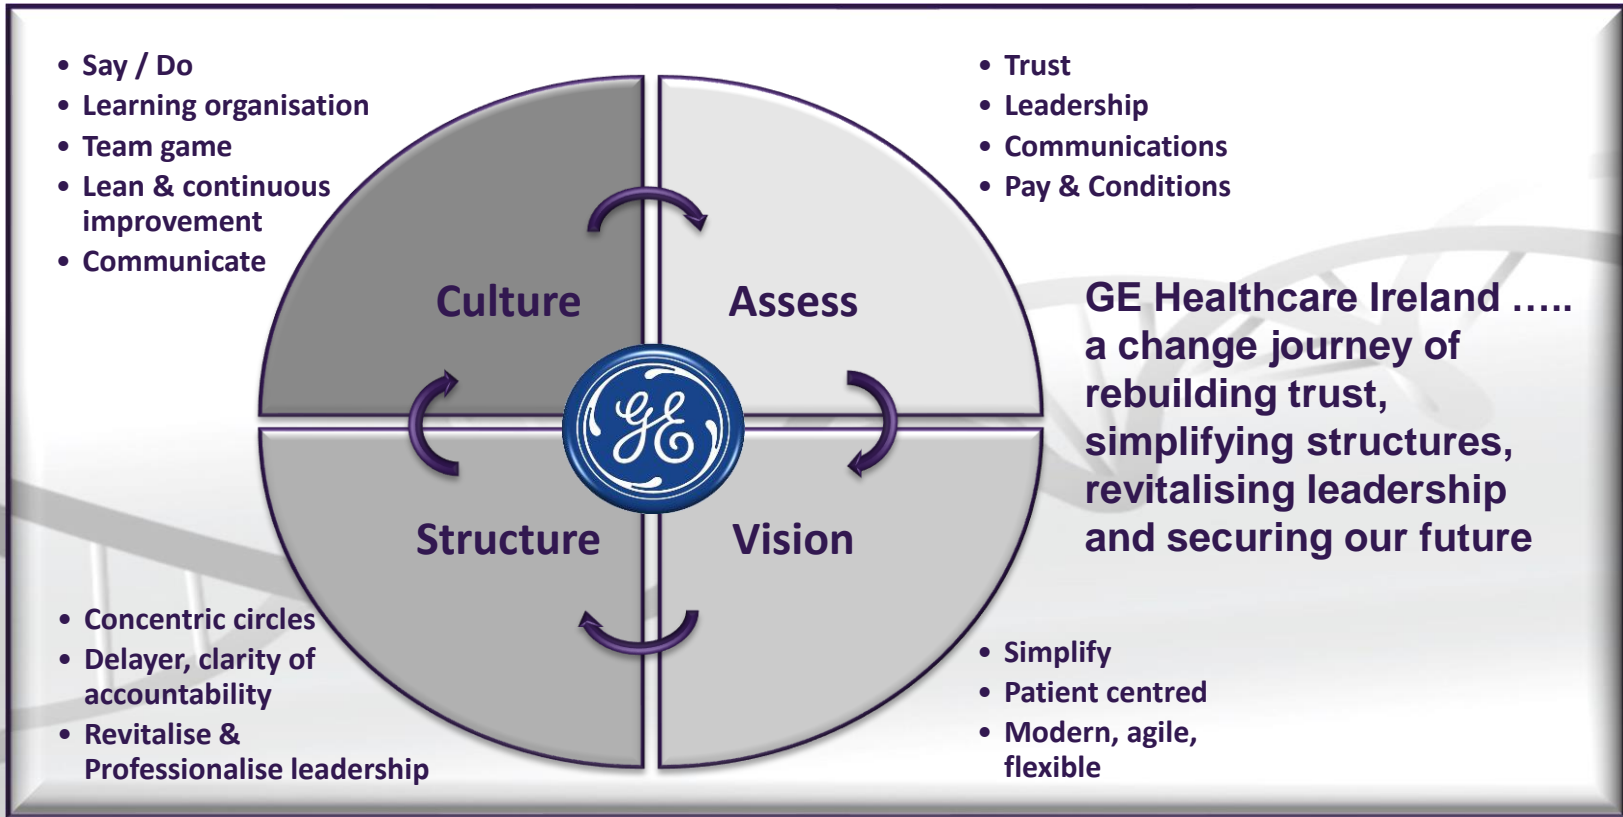 • Say / Do
• Learning organisation
• Team game
• Lean & continuous
improvement
• Communicate
• Trust
• Leadership
• Communications
• Pay & Conditions
Culture
Assess
GE Healthcare Ireland …..
a change journey of
rebuilding trust,
simplifying structures,
revitalising leadership
and securing our future
GE
Structure
Vision
• Concentric circles
• Delayer, clarity of
accountability
• Revitalise &
Professionalise leadership
• Simplify
• Patient centred
• Modern, agile,
flexible